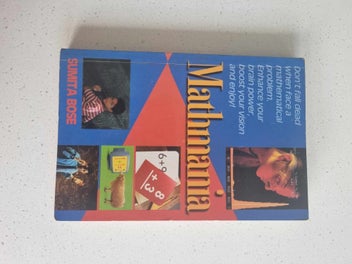 Don't fall dead
when face a
mathematical
problem.
Enhance your
brain power,
boost your vision
and enjoy!
Mathmania
6+9
8
+3
SUMITA BOSE